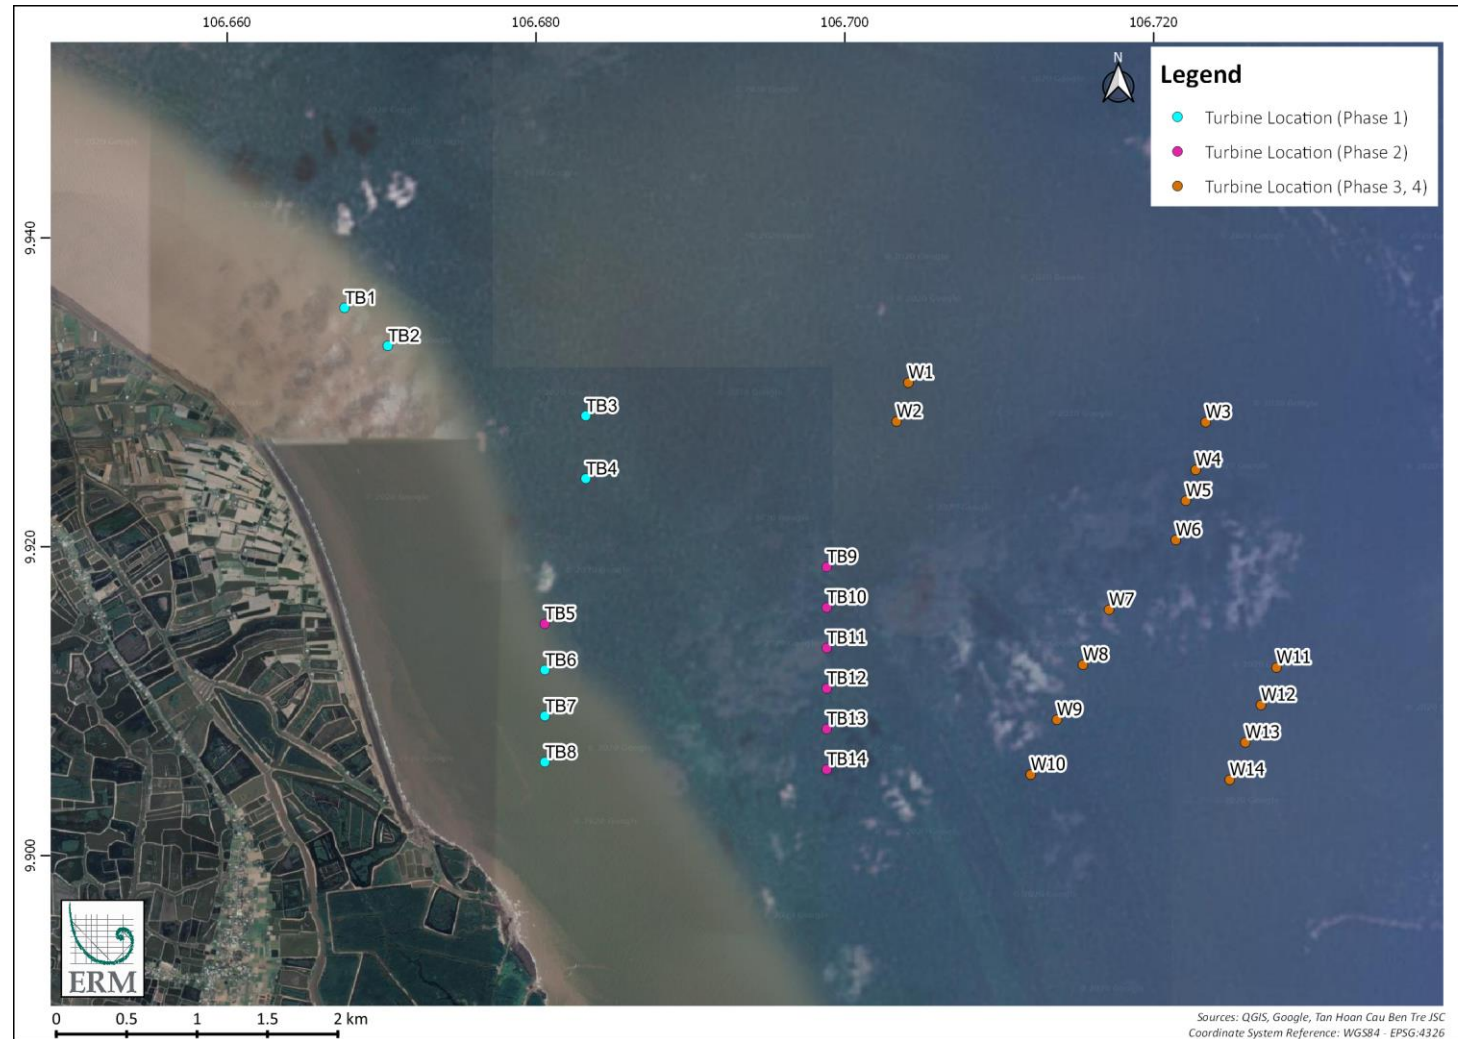 106.660
106.680
106.700
106.720
N
Legend
Turbine Location (Phase 1)
Turbine Location (Phase 2)
Turbine Location (Phase 3, 4)
9.940
9.920
9.900
TB1
TB2
TB3
TB4
W1
W2
W3
W4
W5
W6
TB9
TB10
TB11
TB12
TB13
TB14
TB5
TB6
TB7
TB8
W7
W8
W9
W10
W11
W12
W13
W14
ERM
0 0.5 1 1.5 2 km
Sources: QGIS, Google, Tan Hoan Cau Ben Tre JSC
Coordinate System Reference: WGS84 - EPSG:4326